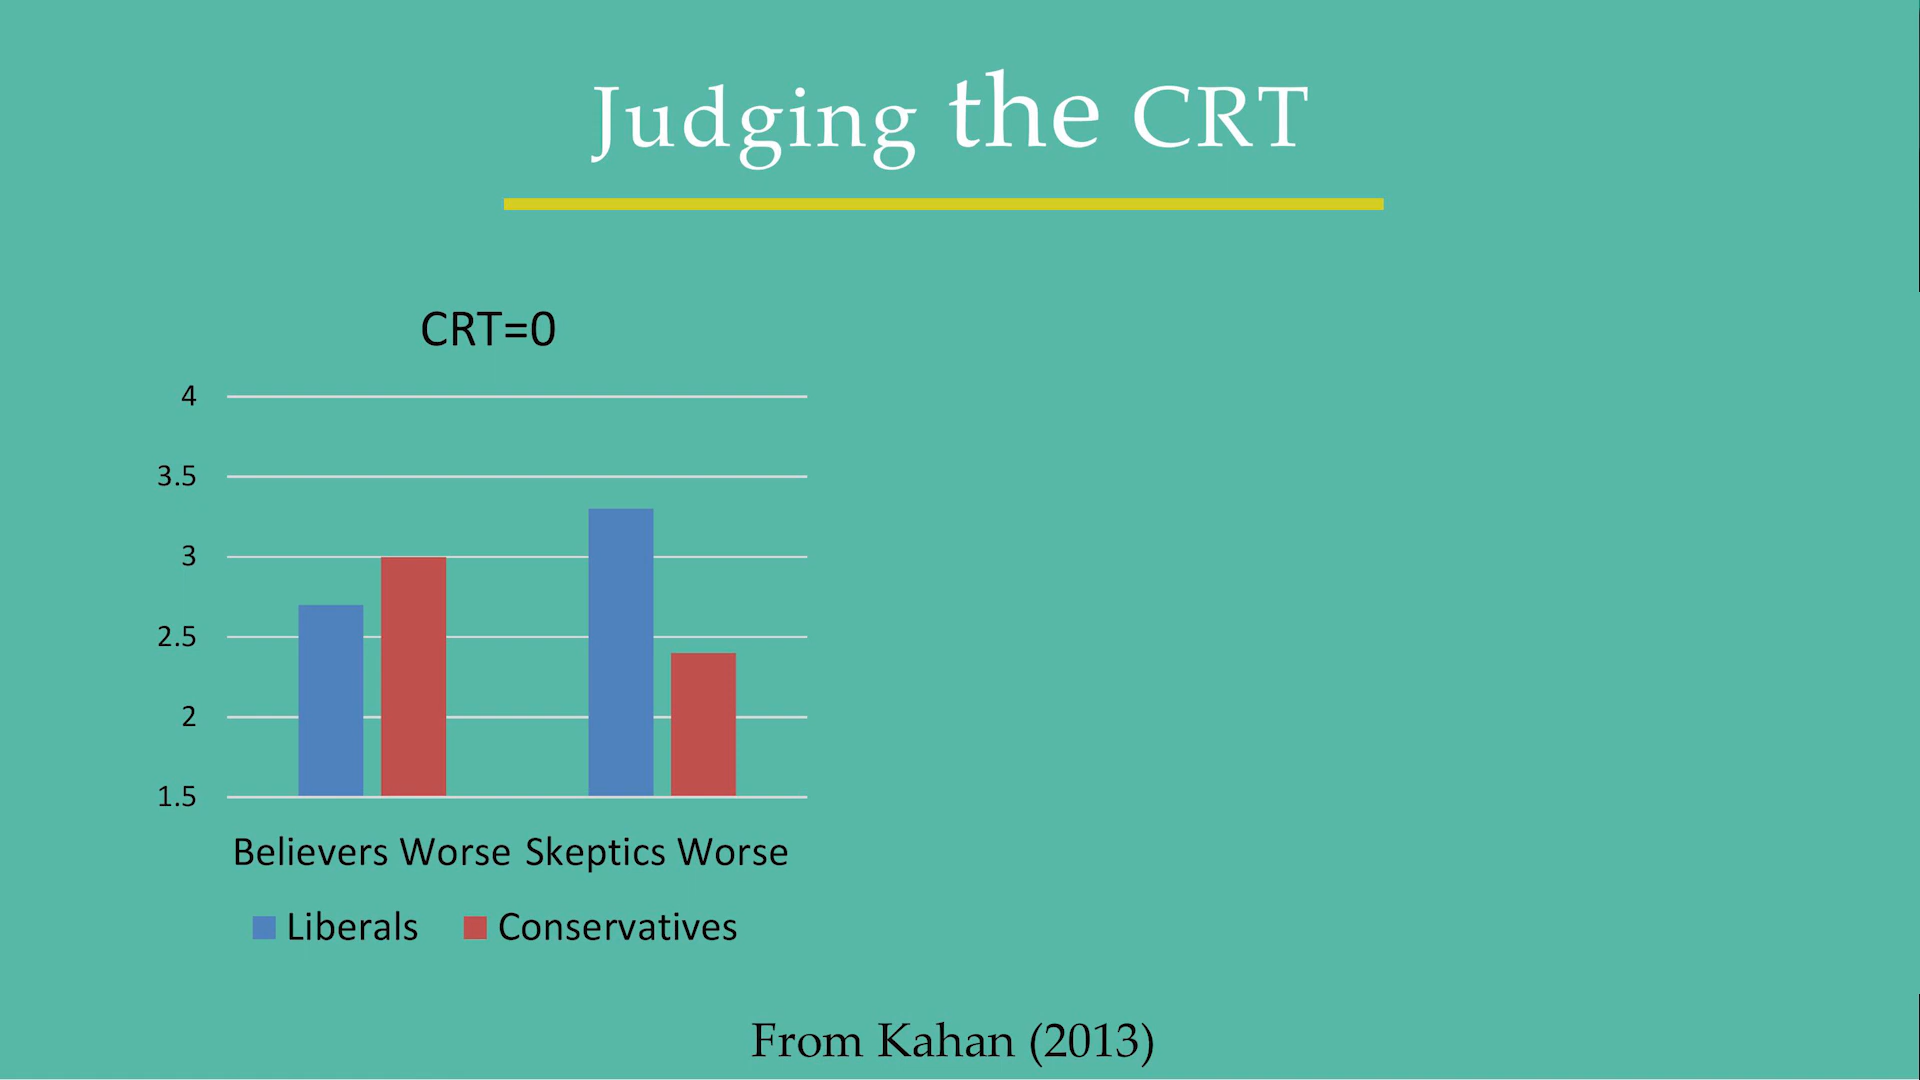 Judging the CRT
CRT=0
4
3.5
3
2.5
2
1.5
Believers Worse Skeptics Worse
Liberals Conservatives
From Kahan (2013)